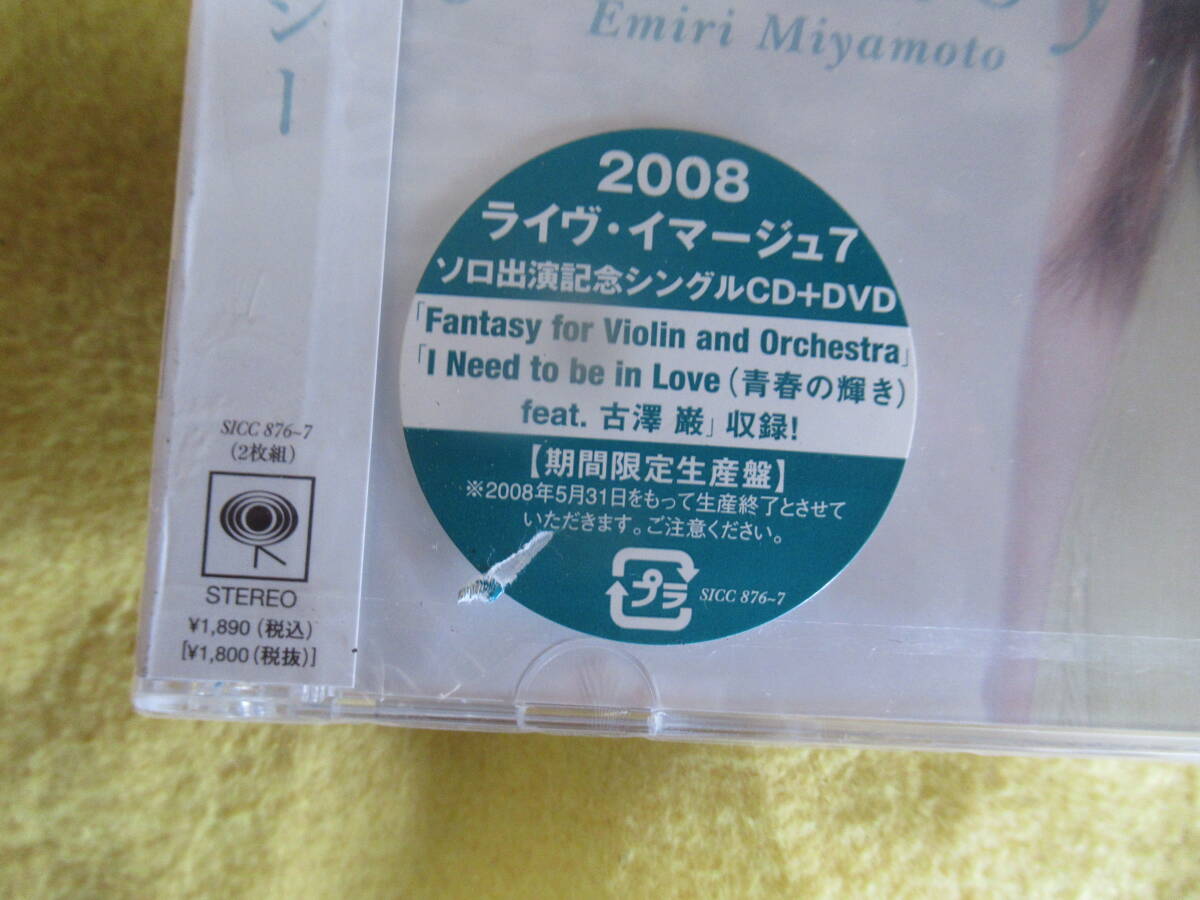 ンー
Emiri Miyamoto
2008
ライヴ・イマージュ7
ソロ出演記念シングルCD+DVD
「Fantasy for Violin and Orchestra」
「I Need to be in Love(青春の輝き)
feat. 古澤 巌」収録!
【期間限定生産盤】
※2008年5月31日をもって生産終了とさせて
いただきます。ご注意ください。
プラ
SICC 876~7
SICC 876~7
(2枚組)
STEREO
¥1,890(税込)
[¥1,800(税抜)]